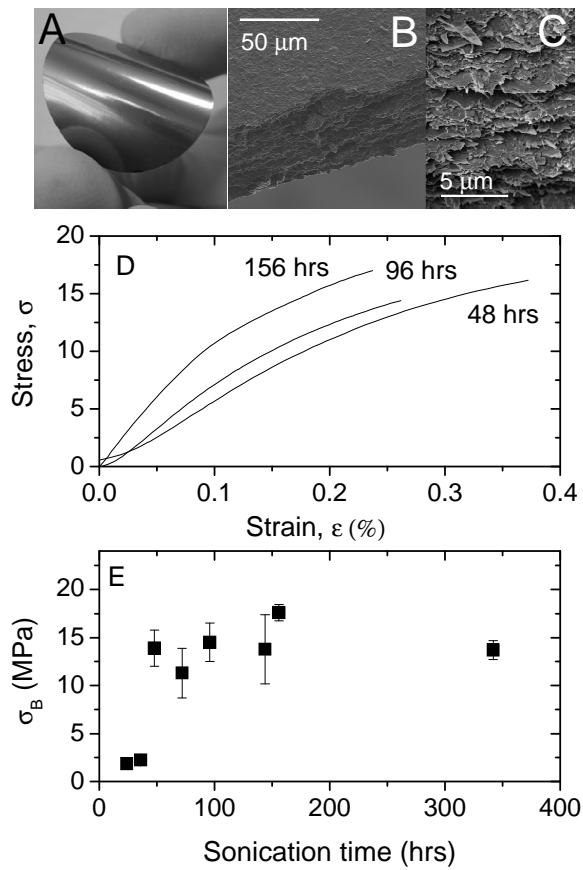 A
50 μm
B
C
5 μm
D
156 hrs
96 hrs
48 hrs
Stress, σ
20
15
10
5
0
0.0 0.1 0.2 0.3 0.4
Strain, ε (%)
E
σB (MPa)
20
15
10
5
0
0 100 200 300 400
Sonication time (hrs)